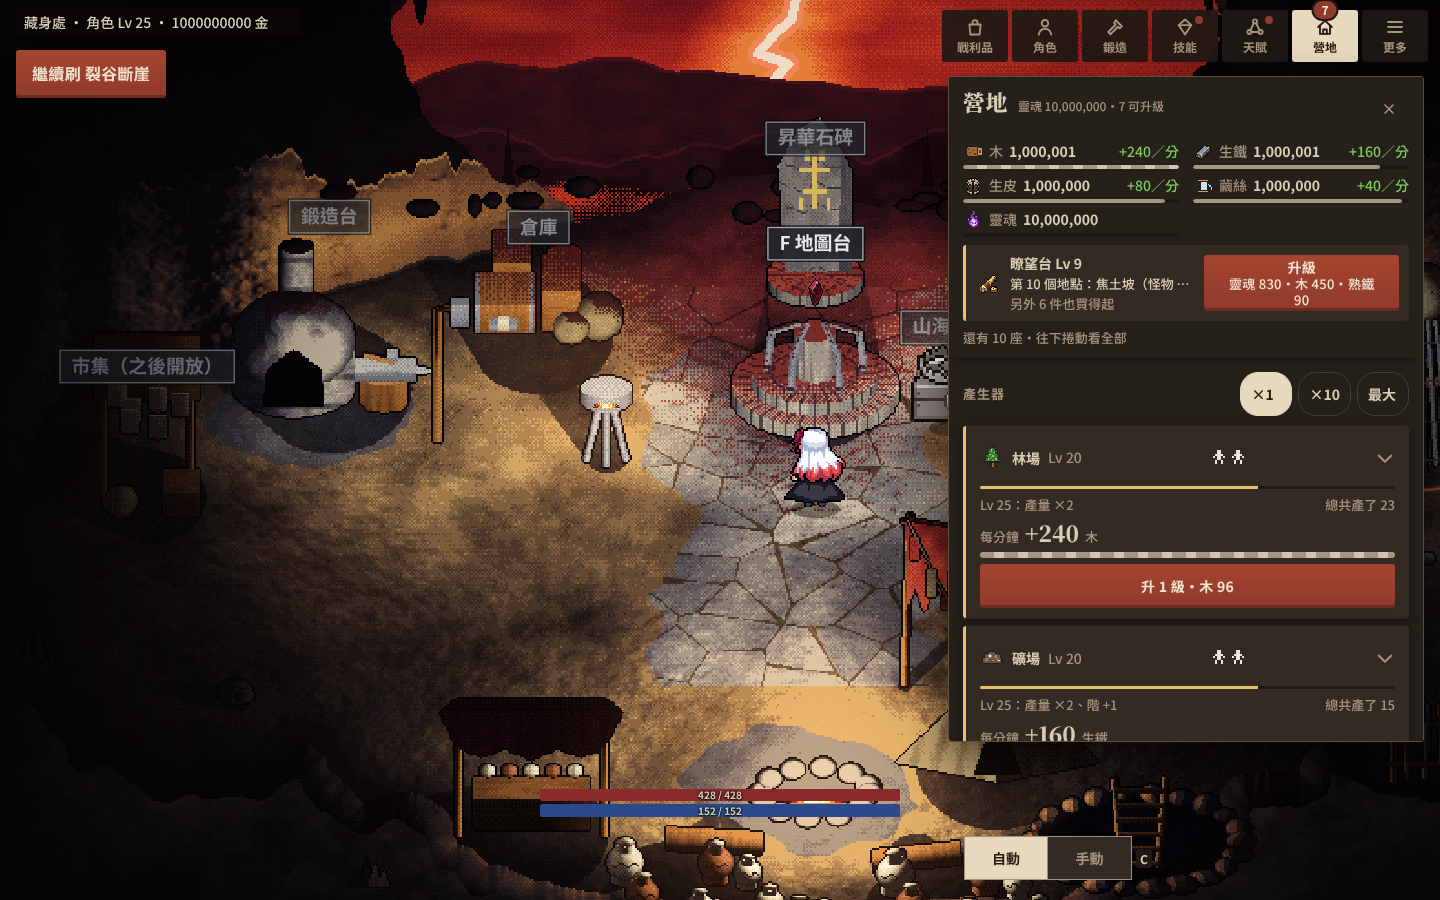 藏身處 • 角色 Lv 25 • 1000000000 金
繼續刷 裂谷斷崖
戰利品
角色
鍛造
技能
天賦
7
營地
更多
昇華石碑
鍛造台
倉庫
F 地圖台
山海
市集（之後開放）
營地 靈魂 10,000,000・7 可升級
木 1,000,001 +240／分
生鐵 1,000,001 +160／分
生皮 1,000,000 +80／分
繭絲 1,000,000 +40／分
靈魂 10,000,000
瞭望台 Lv 9
第 10 個地點：焦土坡（怪物 …
另外 6 件也買得起
升級
靈魂 830・木 450・熟鐵
90
還有 10 座・往下捲動看全部
產生器
×1
×10
最大
林場 Lv 20
Lv 25：產量 ×2
總共產了 23
每分鐘 +240 木
升 1 級・木 96
礦場 Lv 20
Lv 25：產量 ×2、階 +1
總共產了 15
每分鐘 +160 生鐵
428 / 428
152 / 152
自動
手動
C